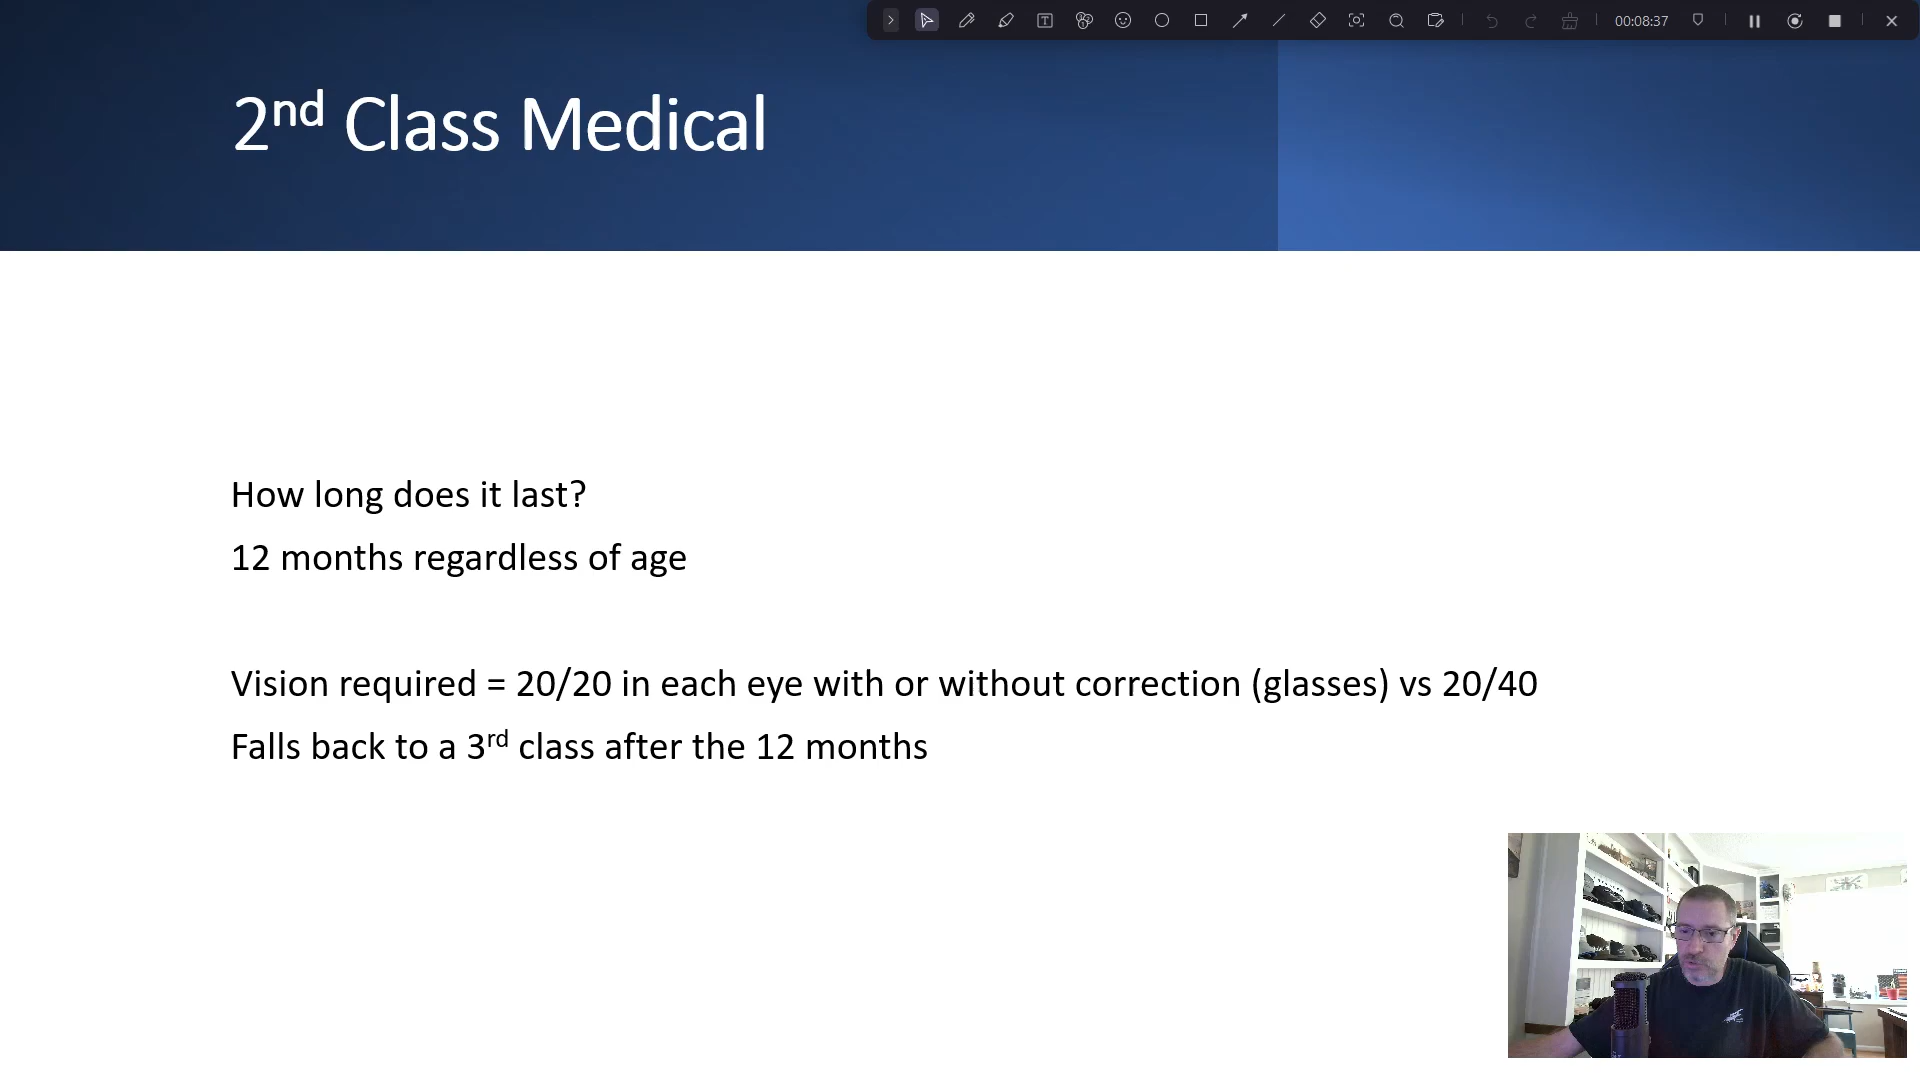 00:08:37
2nd Class Medical
How long does it last?
12 months regardless of age
Vision required = 20/20 in each eye with or without correction (glasses) vs 20/40
Falls back to a 3rd class after the 12 months